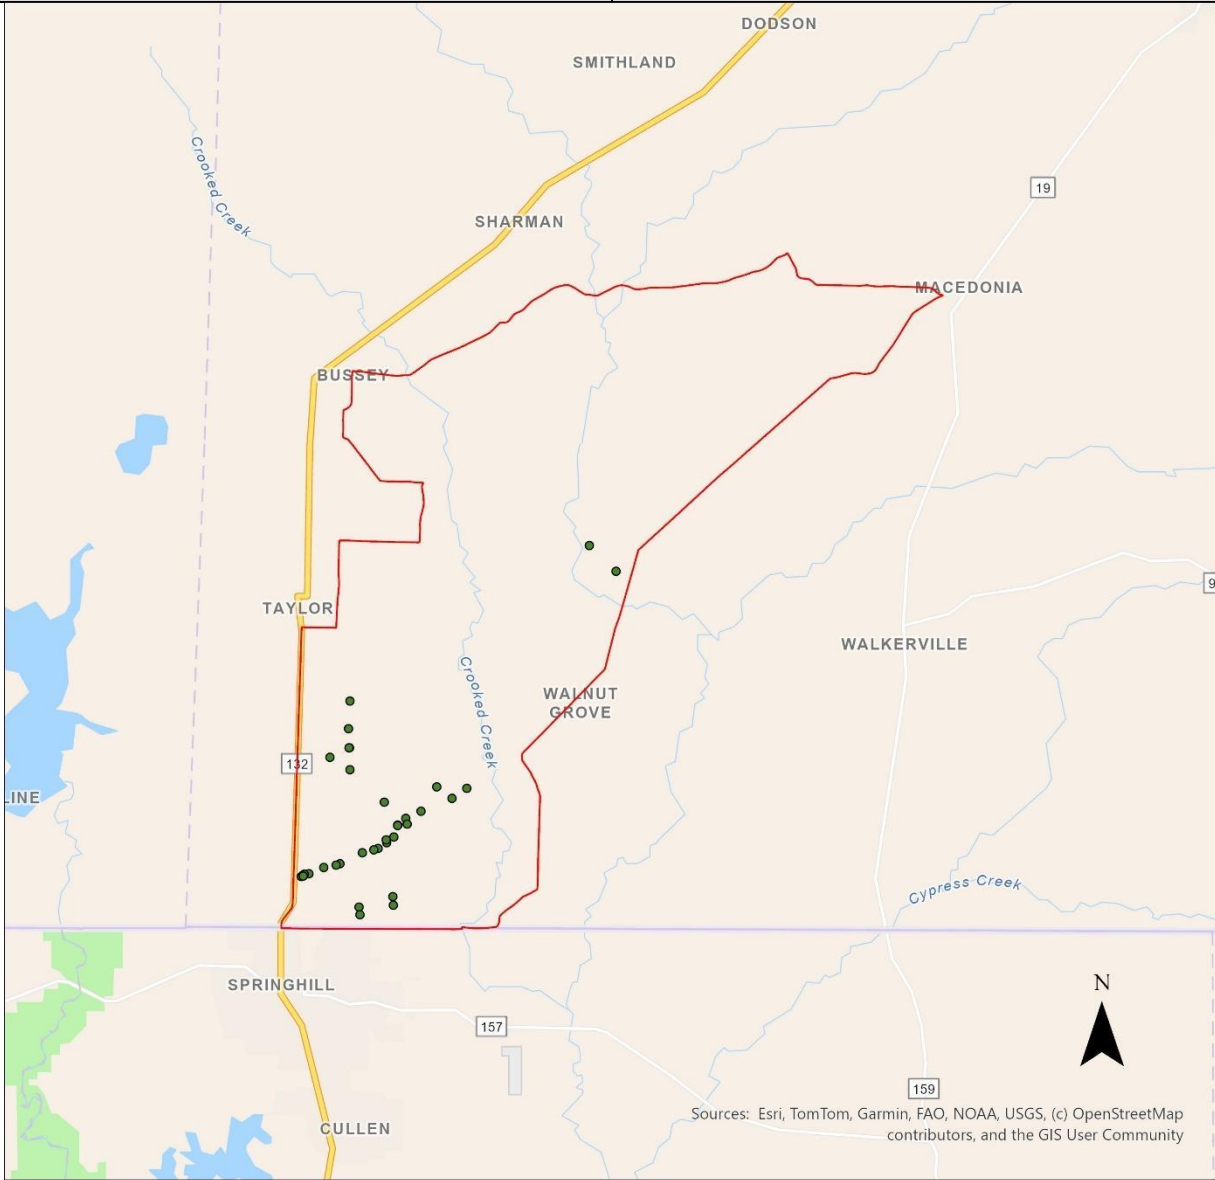 DODSON
SMITHLAND
Crooked Creek
19
SHARMAN
MACEDONIA
BUSSEY
9
TAYLOR
WALKERVILLE
Crooked Creek
WALNUT
GROVE
132
LINE
Cypress Creek
N
SPRINGHILL
157
159
Sources: Esri, TomTom, Garmin, FAO, NOAA, USGS, (c) OpenStreetMap
contributors, and the GIS User Community
CULLEN